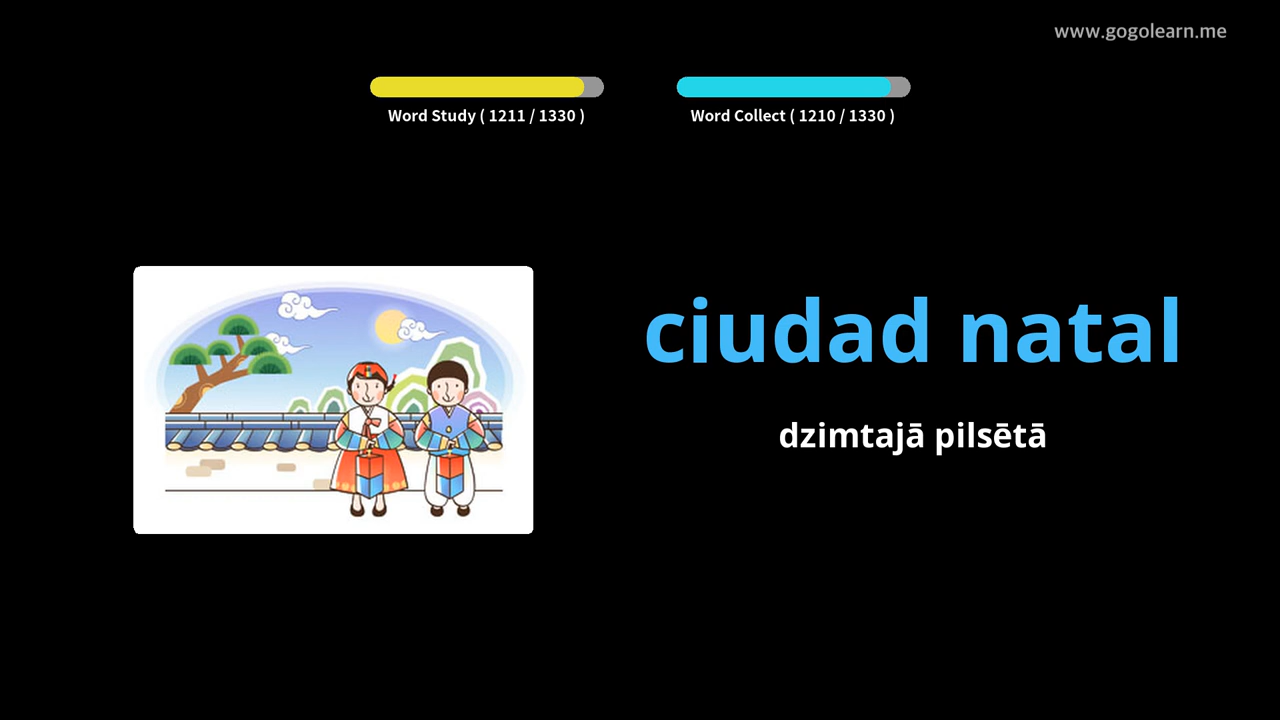 www.gogolearn.me
Word Study ( 1211 / 1330 )
Word Collect ( 1210 / 1330 )
ciudad natal
dzimtajā pilsētā